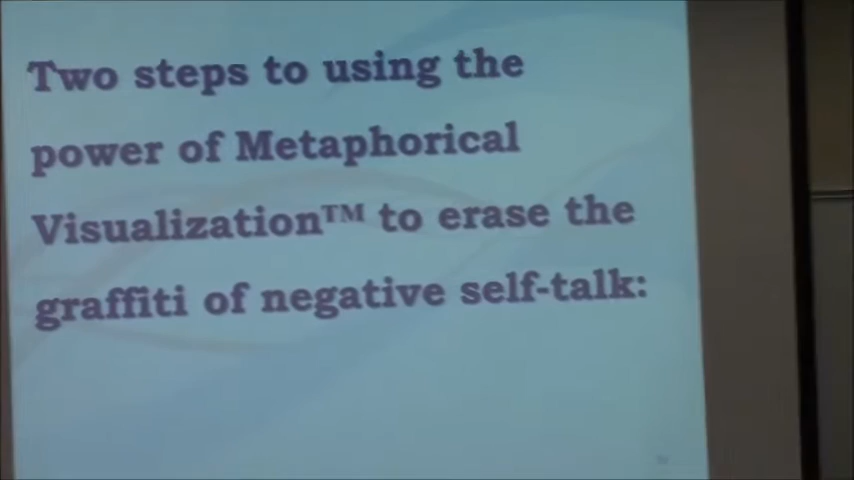 Two steps to using the
power of Metaphorical
Visualization™ to erase the
graffiti of negative self-talk: